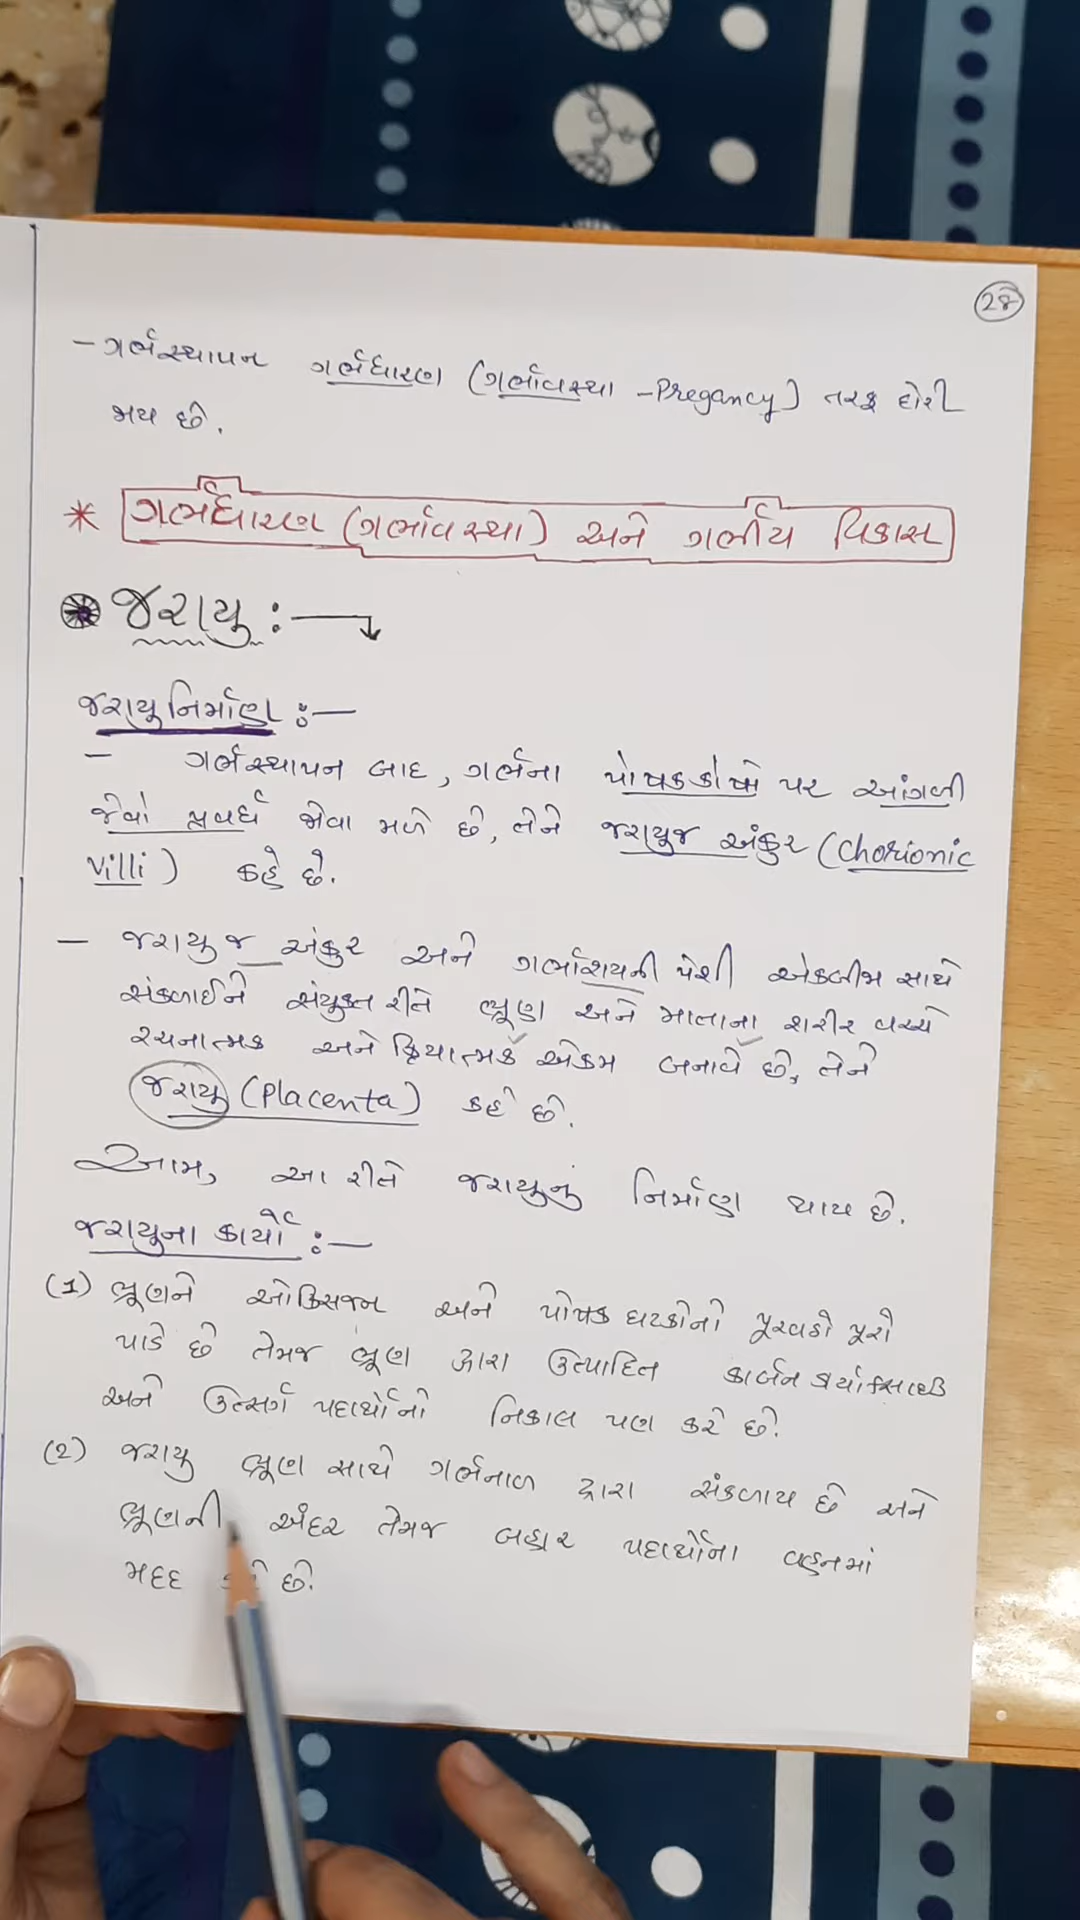 28
- ગર્ભસ્થાપન ગર્ભધારણ (ગર્ભાવસ્થા - Pregancy) તરફ દોરી
જાય છે.
* ગર્ભધારણ (ગર્ભાવસ્થા) અને ગર્ભીય વિકાસ
જરાયુ :
જરાયુ નિર્માણ :-
- ગર્ભસ્થાપન બાદ, ગર્ભના પોષકકોષો પર આંગળી
જેવો પ્રવર્ધ જોવા મળે છે, તેને જરાયુજ અંકુર (Chorionic
Villi) કહે છે.
- જરાયુજ અંકુર અને ગર્ભાશયની પેશી એકબીજા સાથે
સંકળાઈને સંયુક્ત રીતે ભ્રૂણ અને માતાના શરીર વચ્ચે
રચનાત્મક અને ક્રિયાત્મક એકમ બનાવે છે, તેને
જરાયુ (Placenta) કહે છે.
આમ, આ રીતે જરાયુનું નિર્માણ થાય છે.
જરાયુના કાર્યો :-
(1) ભ્રૂણને ઓક્સિજન અને પોષક ઘટકોનો પૂરવઠો પૂરો
પાડે છે તેમજ ભ્રૂણ દ્વારા ઉત્પાદિત કાર્બન ડાયોક્સાઇડ
અને ઉત્સર્ગ પદાર્થોનો નિકાલ પણ કરે છે.
(2) જરાયુ ભ્રૂણ સાથે ગર્ભનાળ દ્વારા સંકળાય છે અને
ભ્રૂણની અંદર તેમજ બહાર પદાર્થોના વહનમાં
મદદ છે.